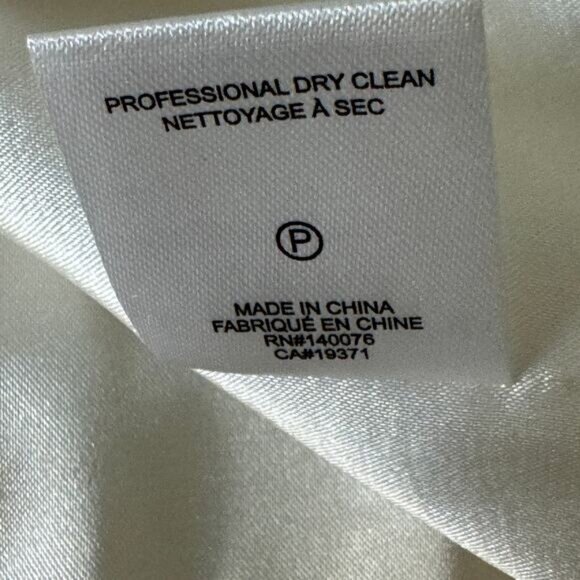 PROFESSIONAL DRY CLEAN
NETTOYAGE À SEC
P
MADE IN CHINA
FABRIQUÉ EN CHINE
RN#140076
CA#19371